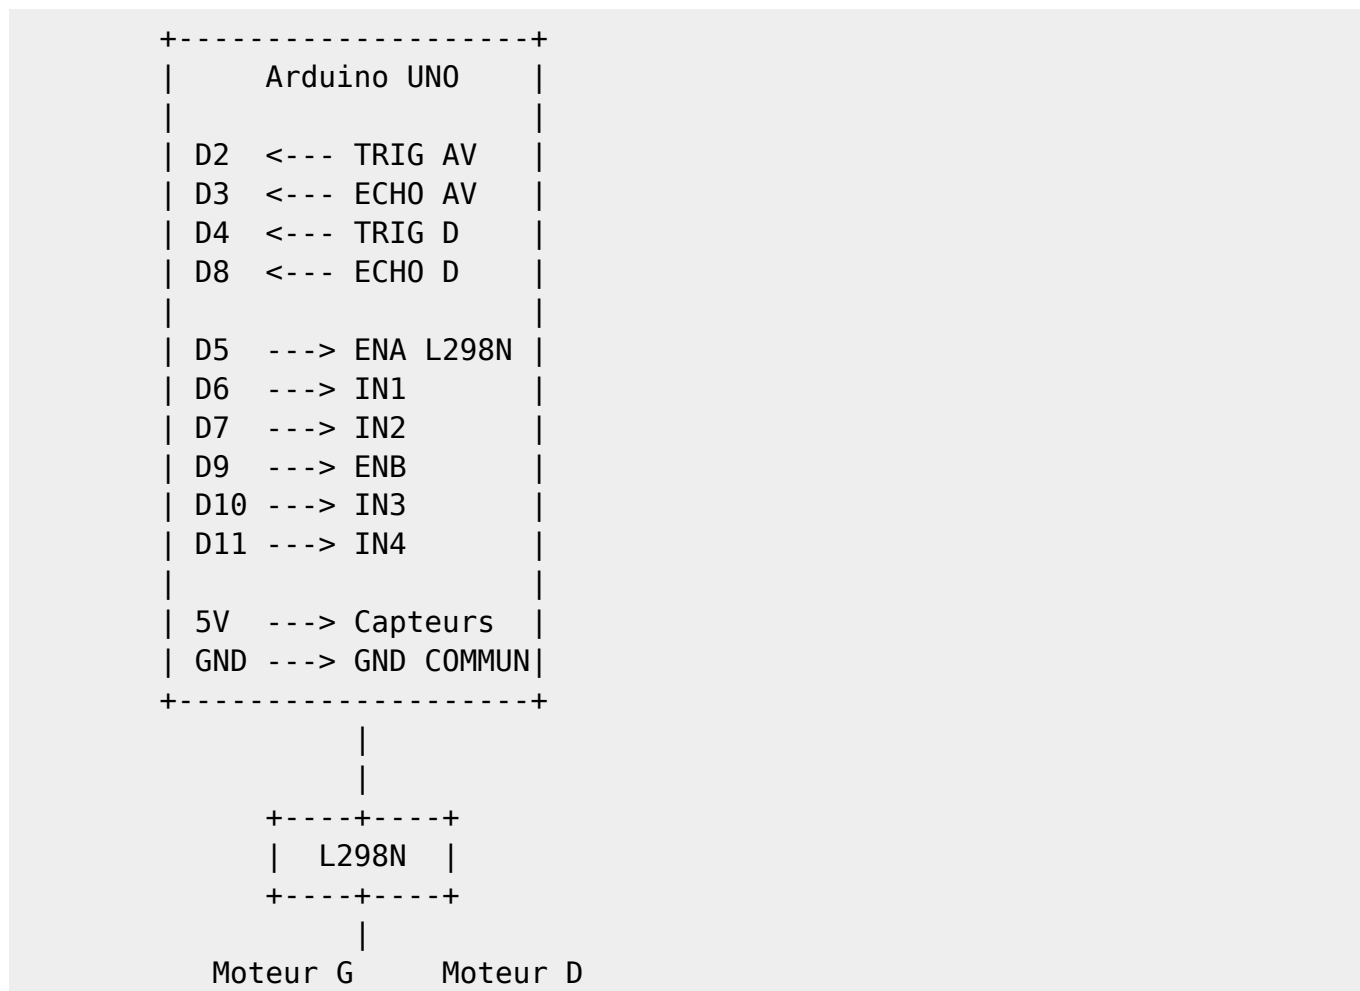 +--------------------+
|     Arduino UNO    |
|                    |
| D2  <--- TRIG AV   |
| D3  <--- ECHO AV   |
| D4  <--- TRIG D    |
| D8  <--- ECHO D    |
|                    |
| D5  ---> ENA L298N |
| D6  ---> IN1       |
| D7  ---> IN2       |
| D9  ---> ENB       |
| D10 ---> IN3       |
| D11 ---> IN4       |
|                    |
| 5V  ---> Capteurs  |
| GND ---> GND COMMUN|
+--------------------+
           |
           |
      +----+----+
      |  L298N  |
      +----+----+
           |
   Moteur G     Moteur D